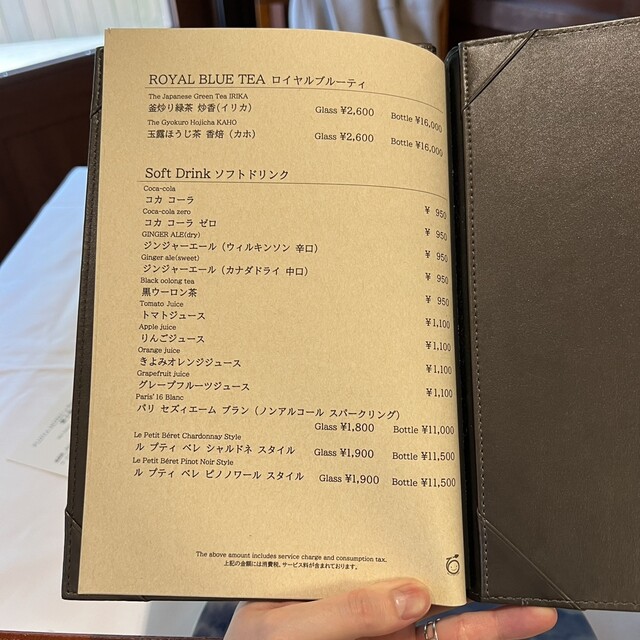 ROYAL BLUE TEA ロイヤルブルーティ
The Japanese Green Tea IRIKA
釜炒り緑茶 炒香（イリカ） Glass ¥2,600 Bottle ¥16,000
The Gyokuro Hojicha KAHO
玉露ほうじ茶 香焙（カホ） Glass ¥2,600 Bottle ¥16,000
Soft Drink ソフトドリンク
Coca-cola
コカ コーラ ¥ 950
Coca-cola zero
コカ コーラ ゼロ ¥ 950
GINGER ALE(dry)
ジンジャーエール（ウィルキンソン 辛口） ¥ 950
Ginger ale(sweet)
ジンジャーエール（カナダドライ 中口） ¥ 950
Black oolong tea
黒ウーロン茶 ¥ 950
Tomato Juice
トマトジュース ¥1,100
Apple juice
りんごジュース ¥1,100
Orange juice
きよみオレンジジュース ¥1,100
Grapefruit juice
グレープフルーツジュース ¥1,100
Paris' 16 Blanc
パリ セズィエーム ブラン（ノンアルコール スパークリング）
Glass ¥1,800 Bottle ¥11,000
Le Petit Béret Chardonnay Style
ル プティ ベレ シャルドネ スタイル Glass ¥1,900 Bottle ¥11,500
Le Petit Béret Pinot Noir Style
ル プティ ベレ ピノノワール スタイル Glass ¥1,900 Bottle ¥11,500
The above amount includes service charge and consumption tax.
上記の金額には消費税、サービス料が含まれております。